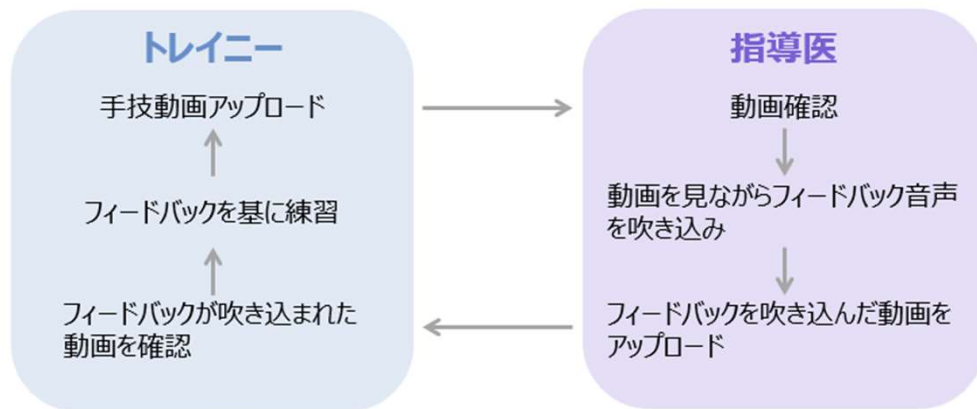 トレイニー
手技動画アップロード
フィードバックを基に練習
フィードバックが吹き込まれた
動画を確認
指導医
動画確認
動画を見ながらフィードバック音声
を吹き込み
フィードバックを吹き込んだ動画を
アップロード